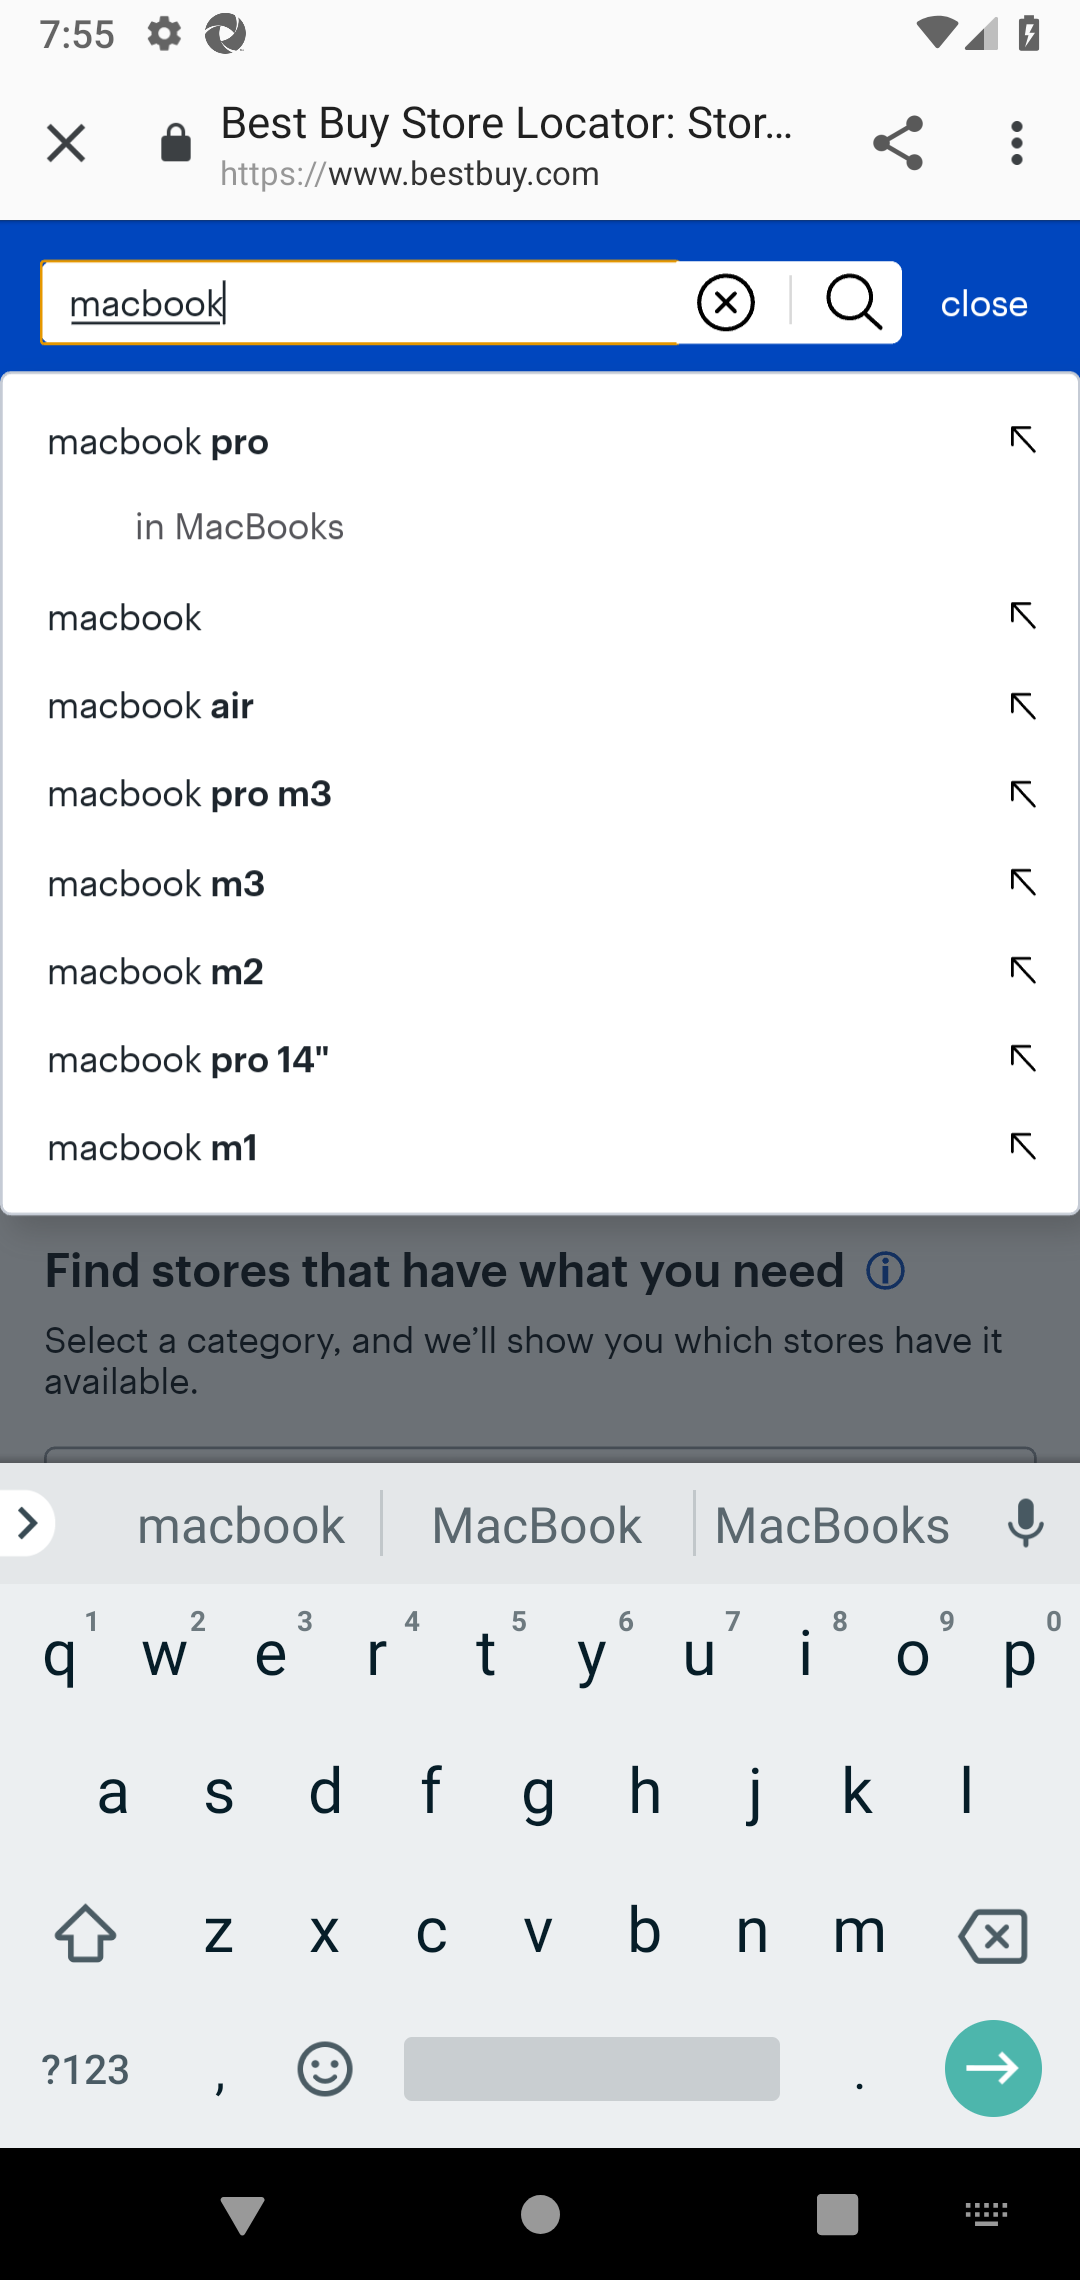 7:55
Best Buy Store Locator: Stor...
https://www.bestbuy.com
macbook
close
macbook pro
in MacBooks
macbook
macbook air
macbook pro m3
macbook m3
macbook m2
macbook pro 14"
macbook m1
Find stores that have what you need
Select a category, and we’ll show you which stores have it
available.
macbook MacBook MacBooks
1 2 3 4 5 6 7 8 9 0
q w e r t y u i o p
a s d f g h j k l
z x c v b n m
?123 , .